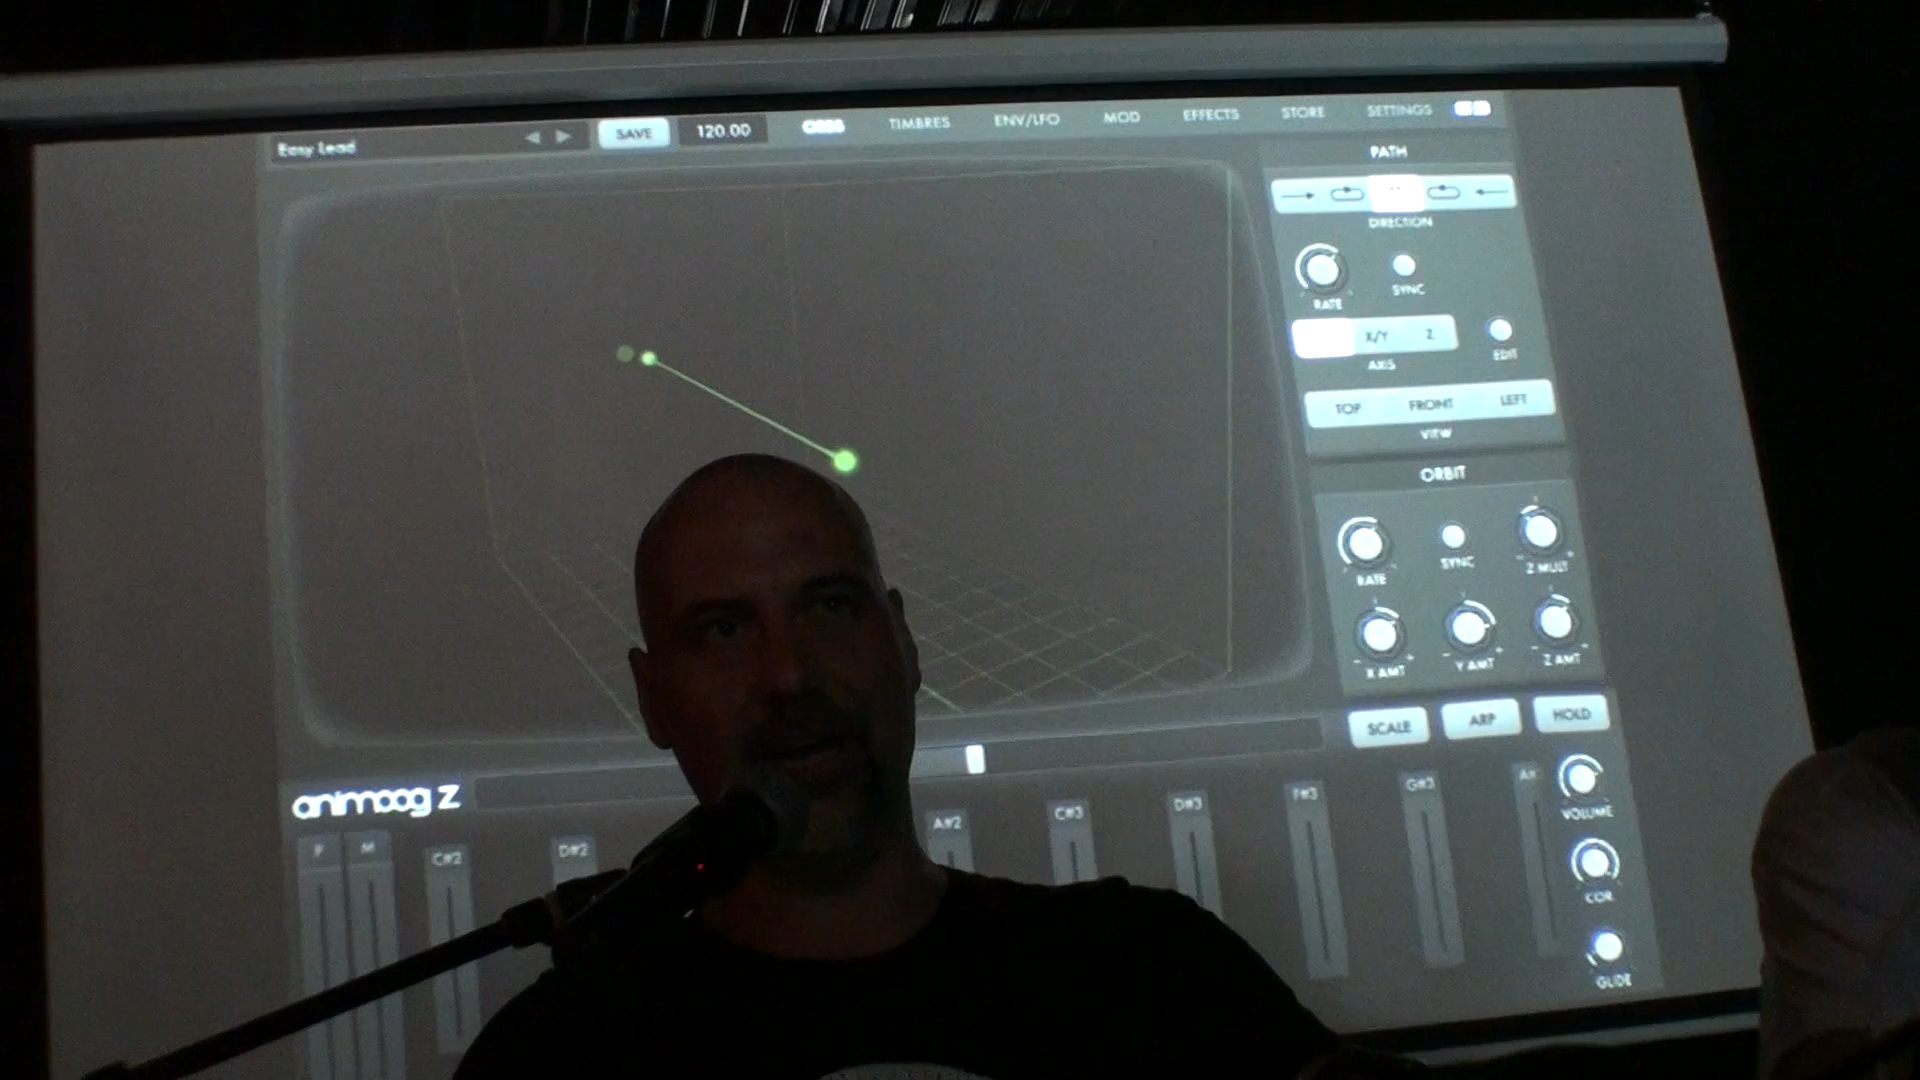 Easy Lead SAVE 120.00 ORBS TIMBRES ENV/LFO MOD EFFECTS STORE SETTINGS
PATH
DIRECTION
RATE SYNC
X/Y Z
AXIS EDIT
TOP FRONT LEFT
VIEW
ORBIT
RATE SYNC Z MULT
X AMT Y AMT Z AMT
SCALE ARP HOLD
animoog Z
P M C#2 D#2 A#2 C#3 D#3 F#3 G#3
VOLUME
COR
GLIDE